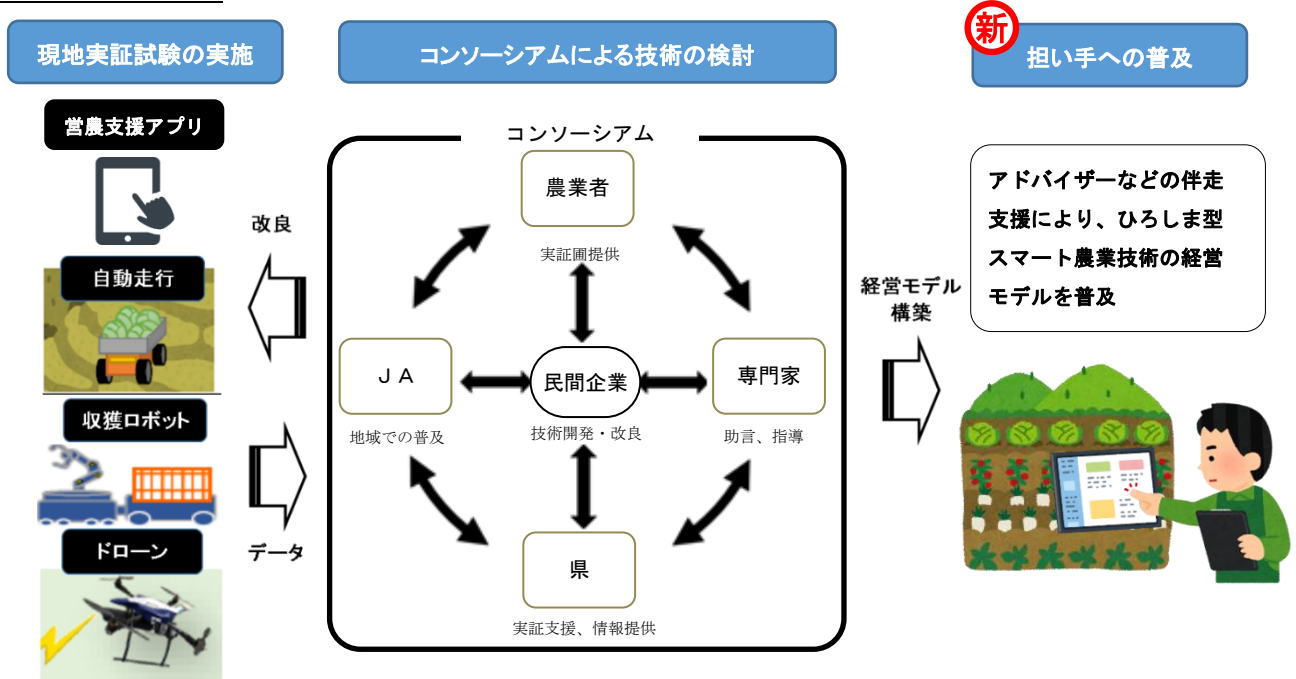 現地実証試験の実施
営農支援アプリ
自動走行
収獲ロボット
ドローン
改良
データ
コンソーシアムによる技術の検討
コンソーシアム
農業者
実証圃提供
ＪＡ
地域での普及
民間企業
技術開発・改良
専門家
助言、指導
県
実証支援、情報提供
経営モデル
構築
新
担い手への普及
アドバイザーなどの伴走
支援により、ひろしま型
スマート農業技術の経営
モデルを普及